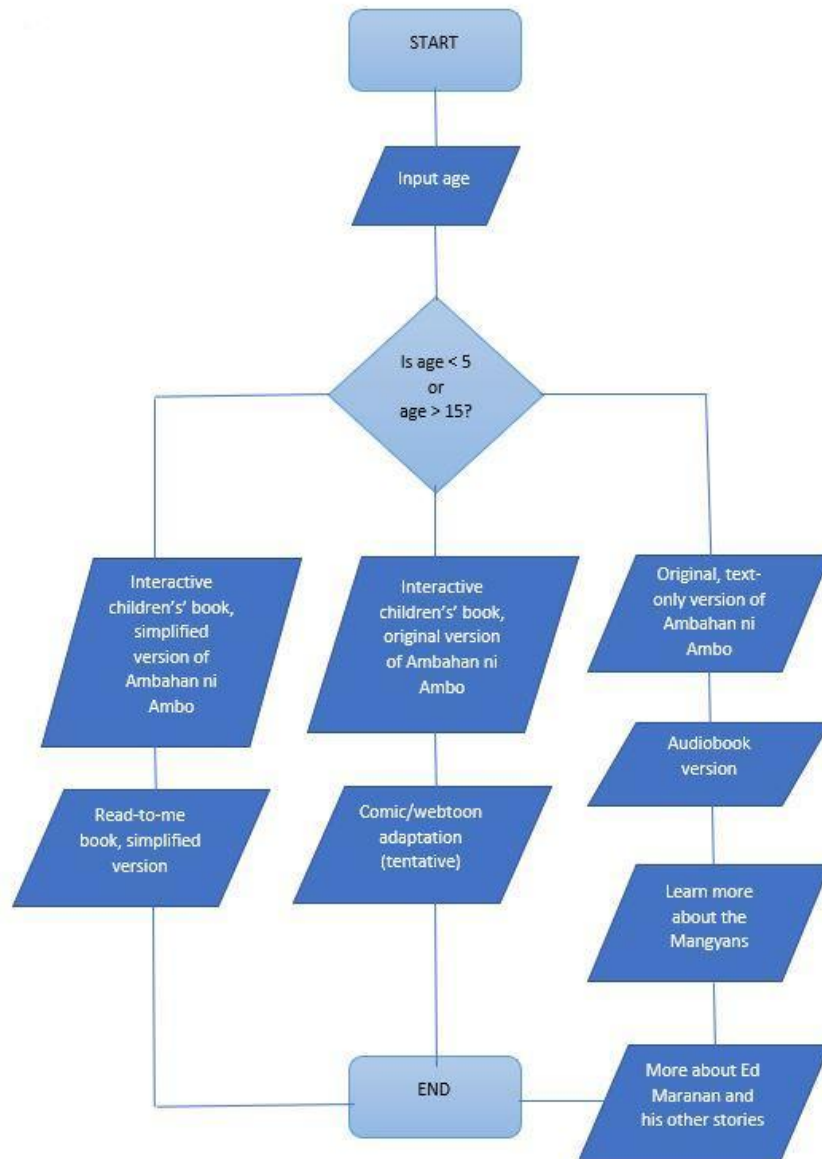 START
Input age
Is age < 5
or
age > 15?
Interactive
children's' book,
simplified
version of
Ambahan ni
Ambo
Read-to-me
book, simplified
version
Interactive
children's' book,
original version
of Ambahan ni
Ambo
Comic/webtoon
adaptation
(tentative)
Original, text-
only version of
Ambahan ni
Ambo
Audiobook
version
Learn more
about the
Mangyans
More about Ed
Maranan and
his other stories
END